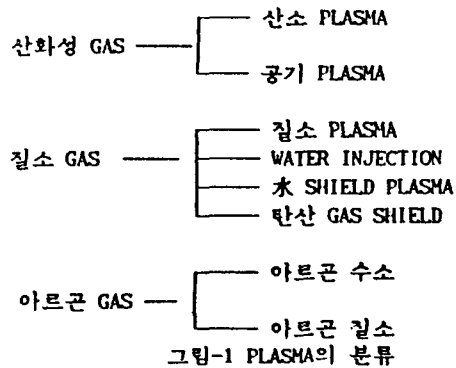 산화성 GAS
산소 PLASMA
공기 PLASMA
질소 GAS
질소 PLASMA
WATER INJECTION
水 SHIELD PLASMA
탄산 GAS SHIELD
아르곤 GAS
아르곤 수소
아르곤 질소
그림-1 PLASMA의 분류